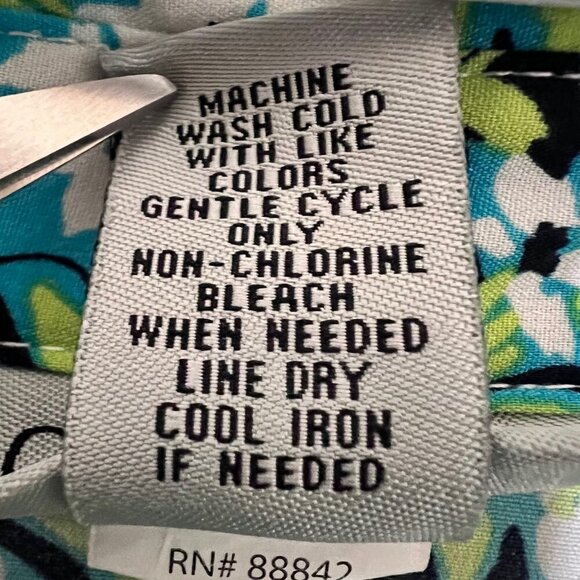 MACHINE
WASH COLD
WITH LIKE
COLORS
GENTLE CYCLE
ONLY
NON-CHLORINE
BLEACH
WHEN NEEDED
LINE DRY
COOL IRON
IF NEEDED
RN# 88842